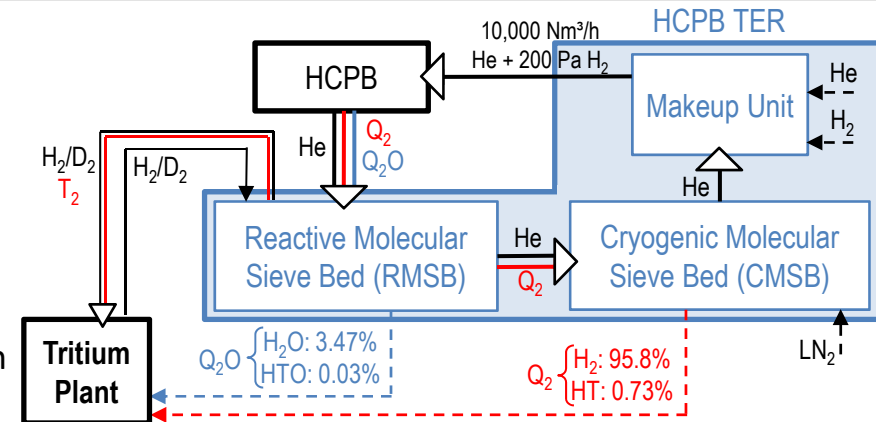 HCPB TER
10,000 Nm³/h
He + 200 Pa H₂
HCPB
Makeup Unit
He
H₂
He
Q₂
Q₂O
H₂/D₂
T₂
H₂/D₂
He
Reactive Molecular
Sieve Bed (RMSB)
He
Q₂
Cryogenic Molecular
Sieve Bed (CMSB)
Q₂O { H₂O: 3.47%
HTO: 0.03%
Q₂ { H₂: 95.8%
HT: 0.73%
LN₂
n
Tritium
Plant